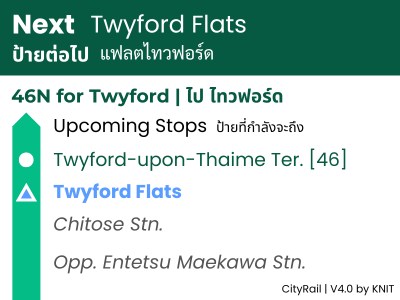 Next Twyford Flats
ป้ายต่อไป แฟลตไทวฟอร์ด
46N for Twyford | ไป ไทวฟอร์ด
Upcoming Stops ป้ายที่กำลังจะถึง
Twyford-upon-Thaime Ter. [46]
Twyford Flats
Chitose Stn.
Opp. Entetsu Maekawa Stn.
CityRail | V4.0 by KNIT